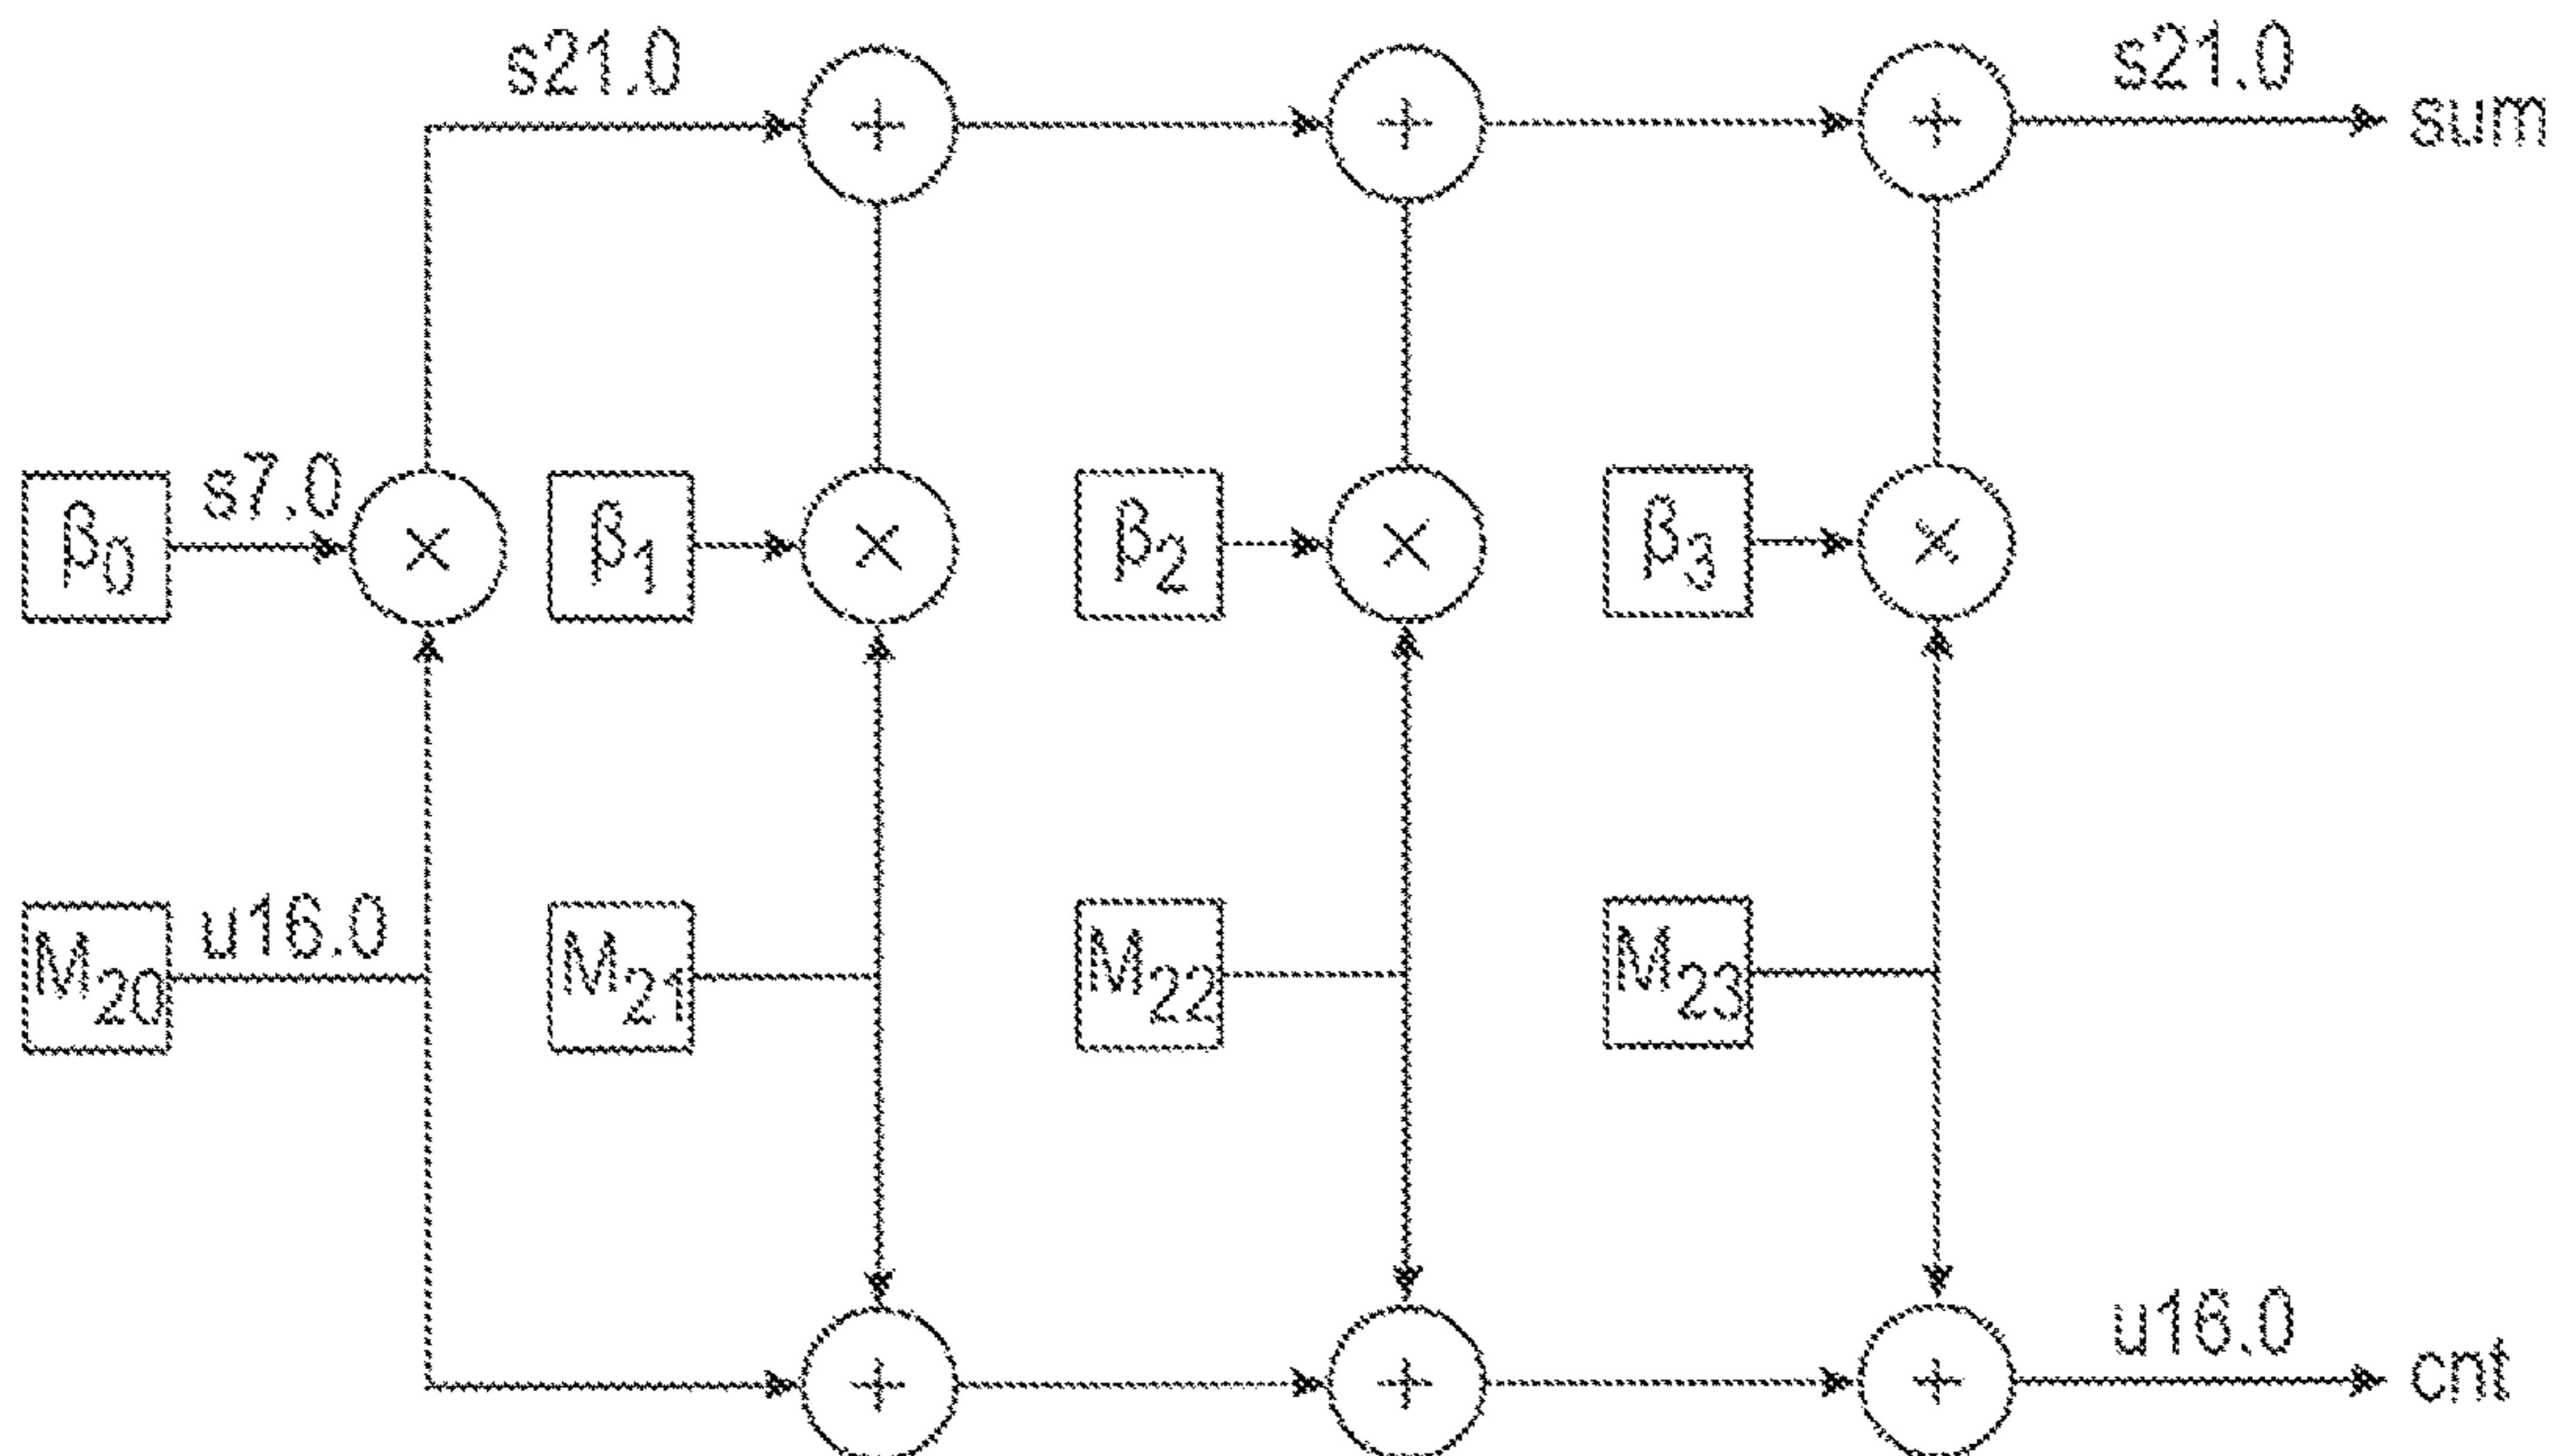 s21.0 s21.0
+ + + sum
β0 s7.0 × β1 × β2 × β3 ×
M20 u16.0 M21 M22 M23
u16.0
+ + + cnt